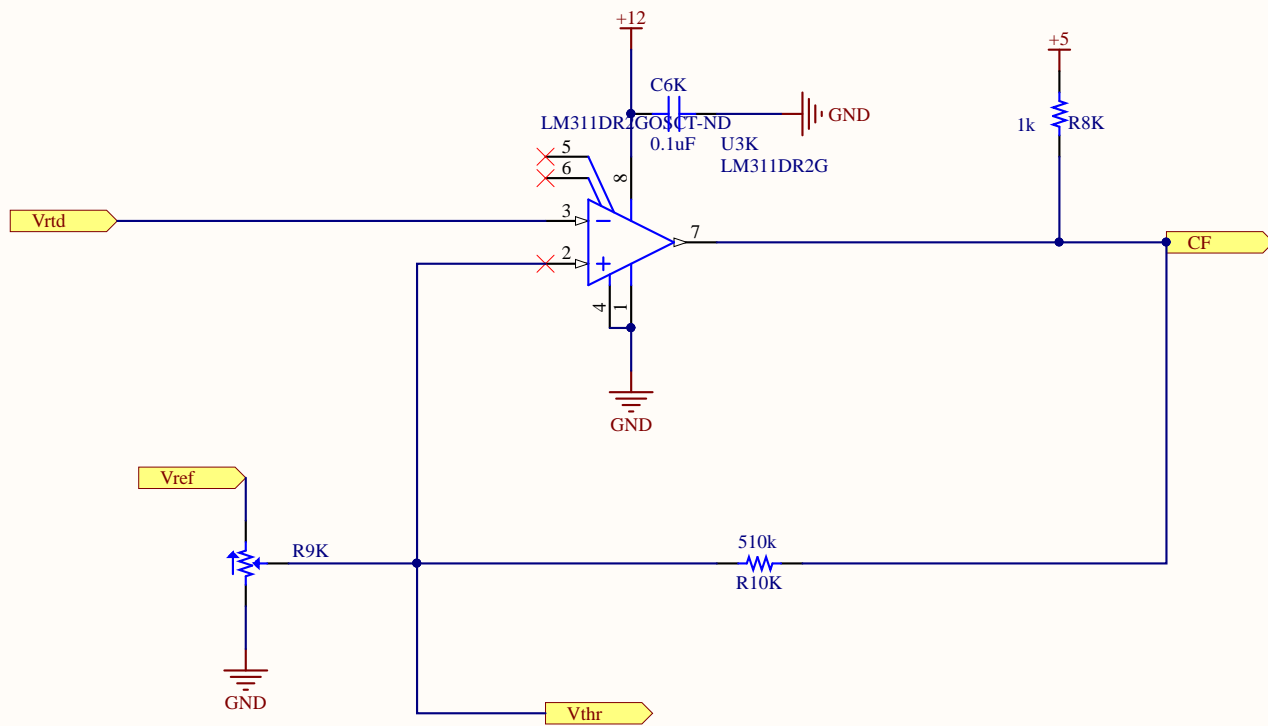 +12
+5
C6K
GND
LM311DR2GOSCT-ND
1k
R8K
0.1uF
U3K
LM311DR2G
5
6
8
Vrtd
3
−
7
CF
2
+
4
1
GND
Vref
R9K
510k
R10K
GND
Vthr